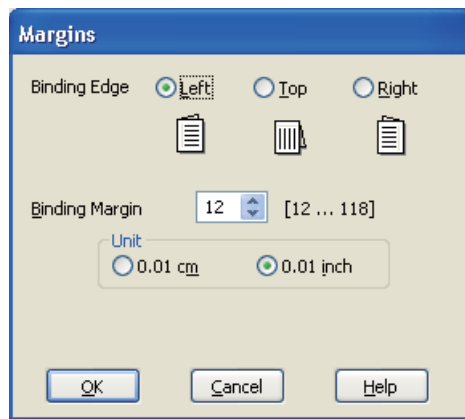 Margins
Binding Edge Left Top Right
Binding Margin 12 [12 ... 118]
Unit
0.01 cm 0.01 inch
OK Cancel Help